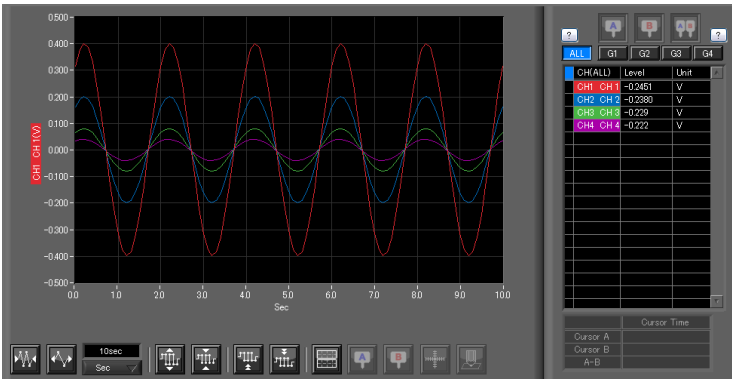 0.500
0.400
0.300
0.200
0.100
0.000
-0.100
-0.200
-0.300
-0.400
-0.500
CH1 CH 1(V)
0.0 1.0 2.0 3.0 4.0 5.0 6.0 7.0 8.0 9.0 10.0
Sec
10sec
Sec
A B
A B A B
? ?
ALL G1 G2 G3 G4
CH(ALL) Level Unit
CH1 CH 1 -0.2451 V
CH2 CH 2 -0.2380 V
CH3 CH 3 -0.229 V
CH4 CH 4 -0.222 V
Cursor Time
Cursor A
Cursor B
A-B